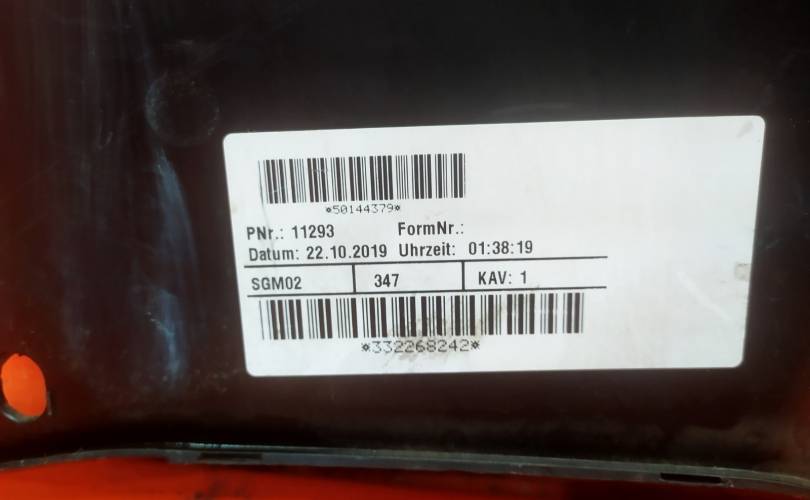 *50144379*
PNr.: 11293 FormNr.:
Datum: 22.10.2019 Uhrzeit: 01:38:19
SGM02 347 KAV: 1
*332268242*